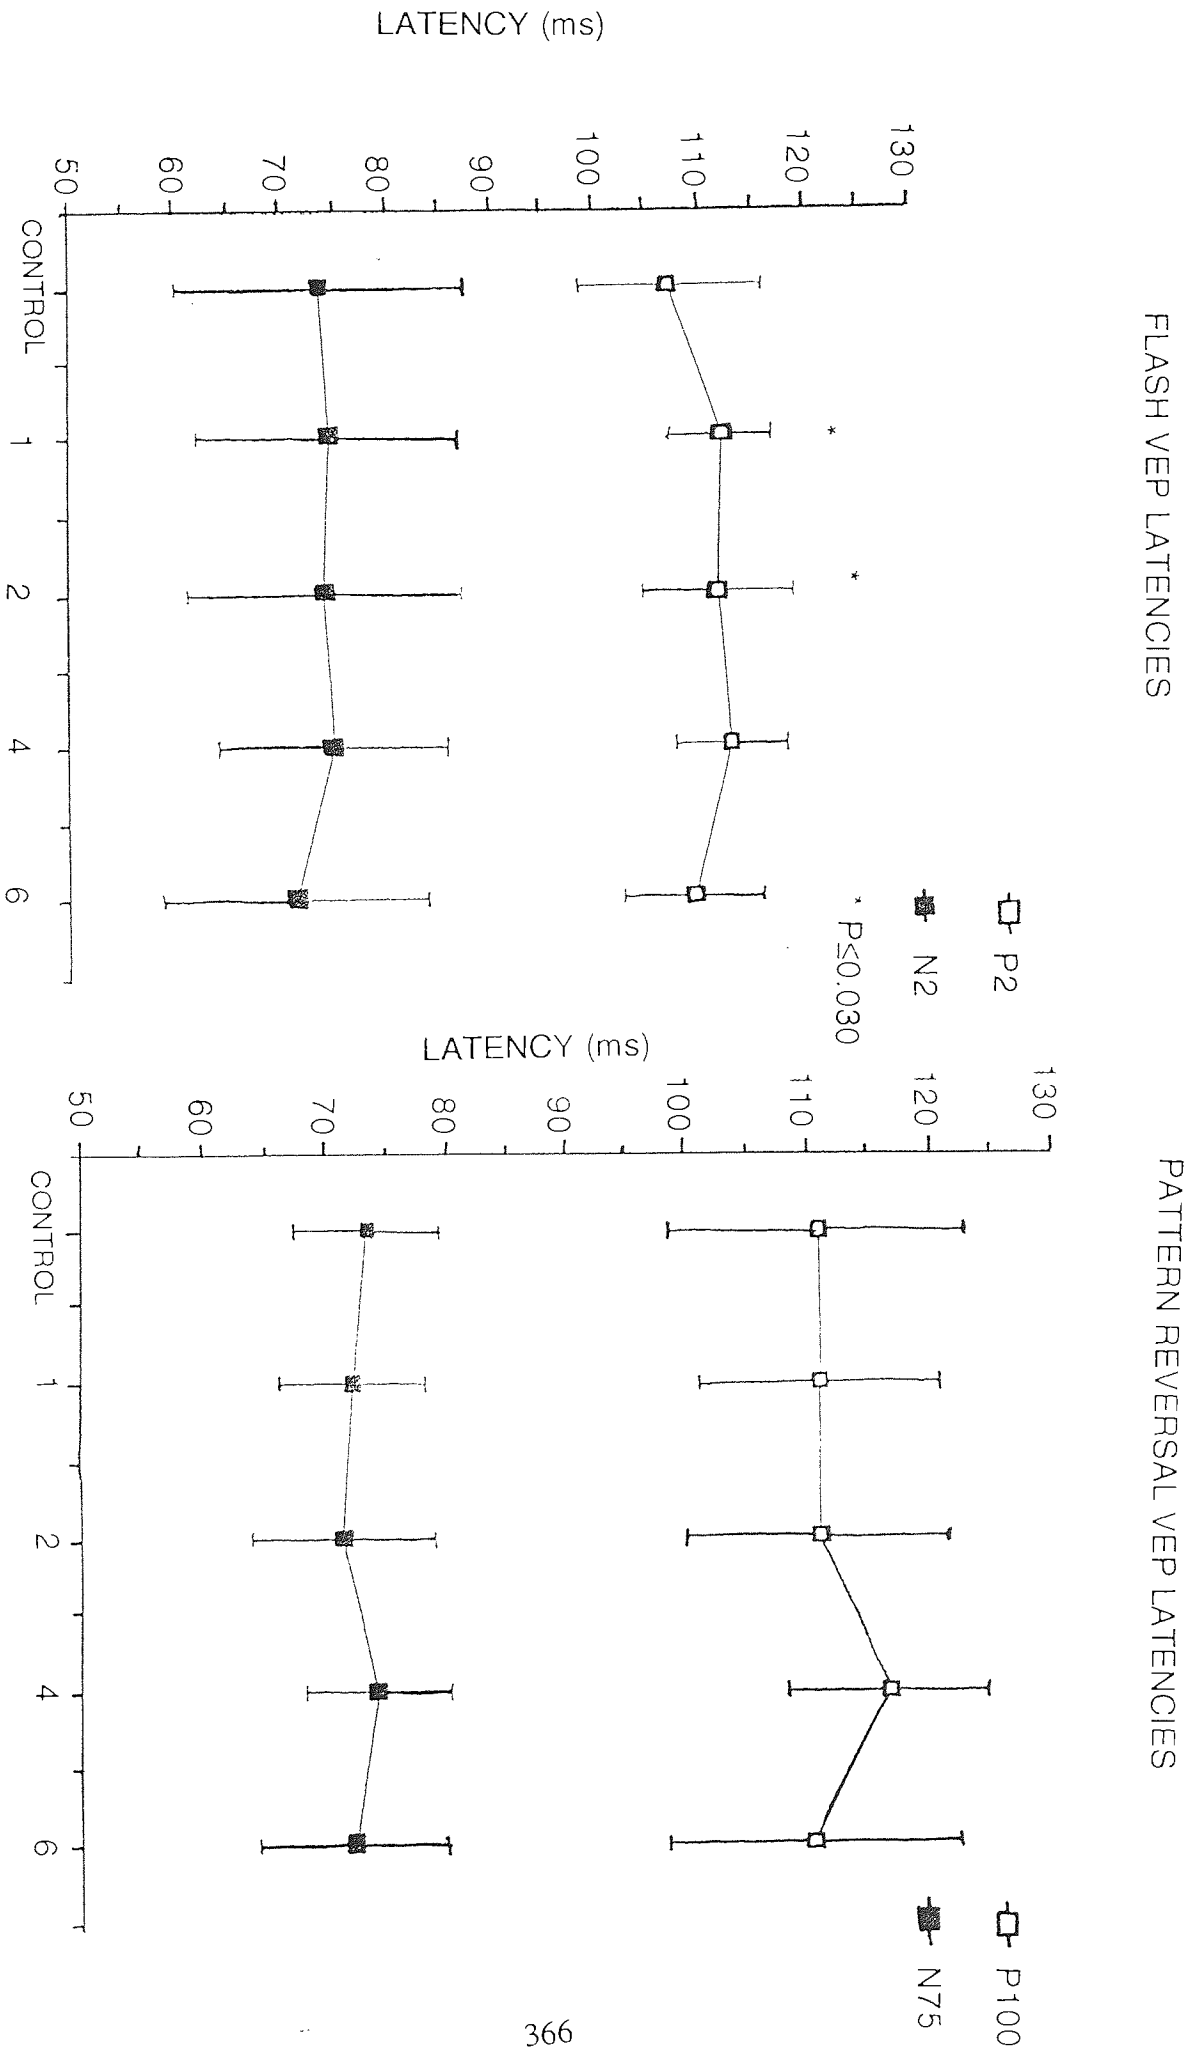 FLASH VEP LATENCIES
LATENCY (ms)
130
120
110
100
90
80
70
60
50
CONTROL 1 2 4 6
P2
N2
* P≤0.030
*
*
PATTERN REVERSAL VEP LATENCIES
LATENCY (ms)
130
120
110
100
90
80
70
60
50
CONTROL 1 2 4 6
P100
N75
366